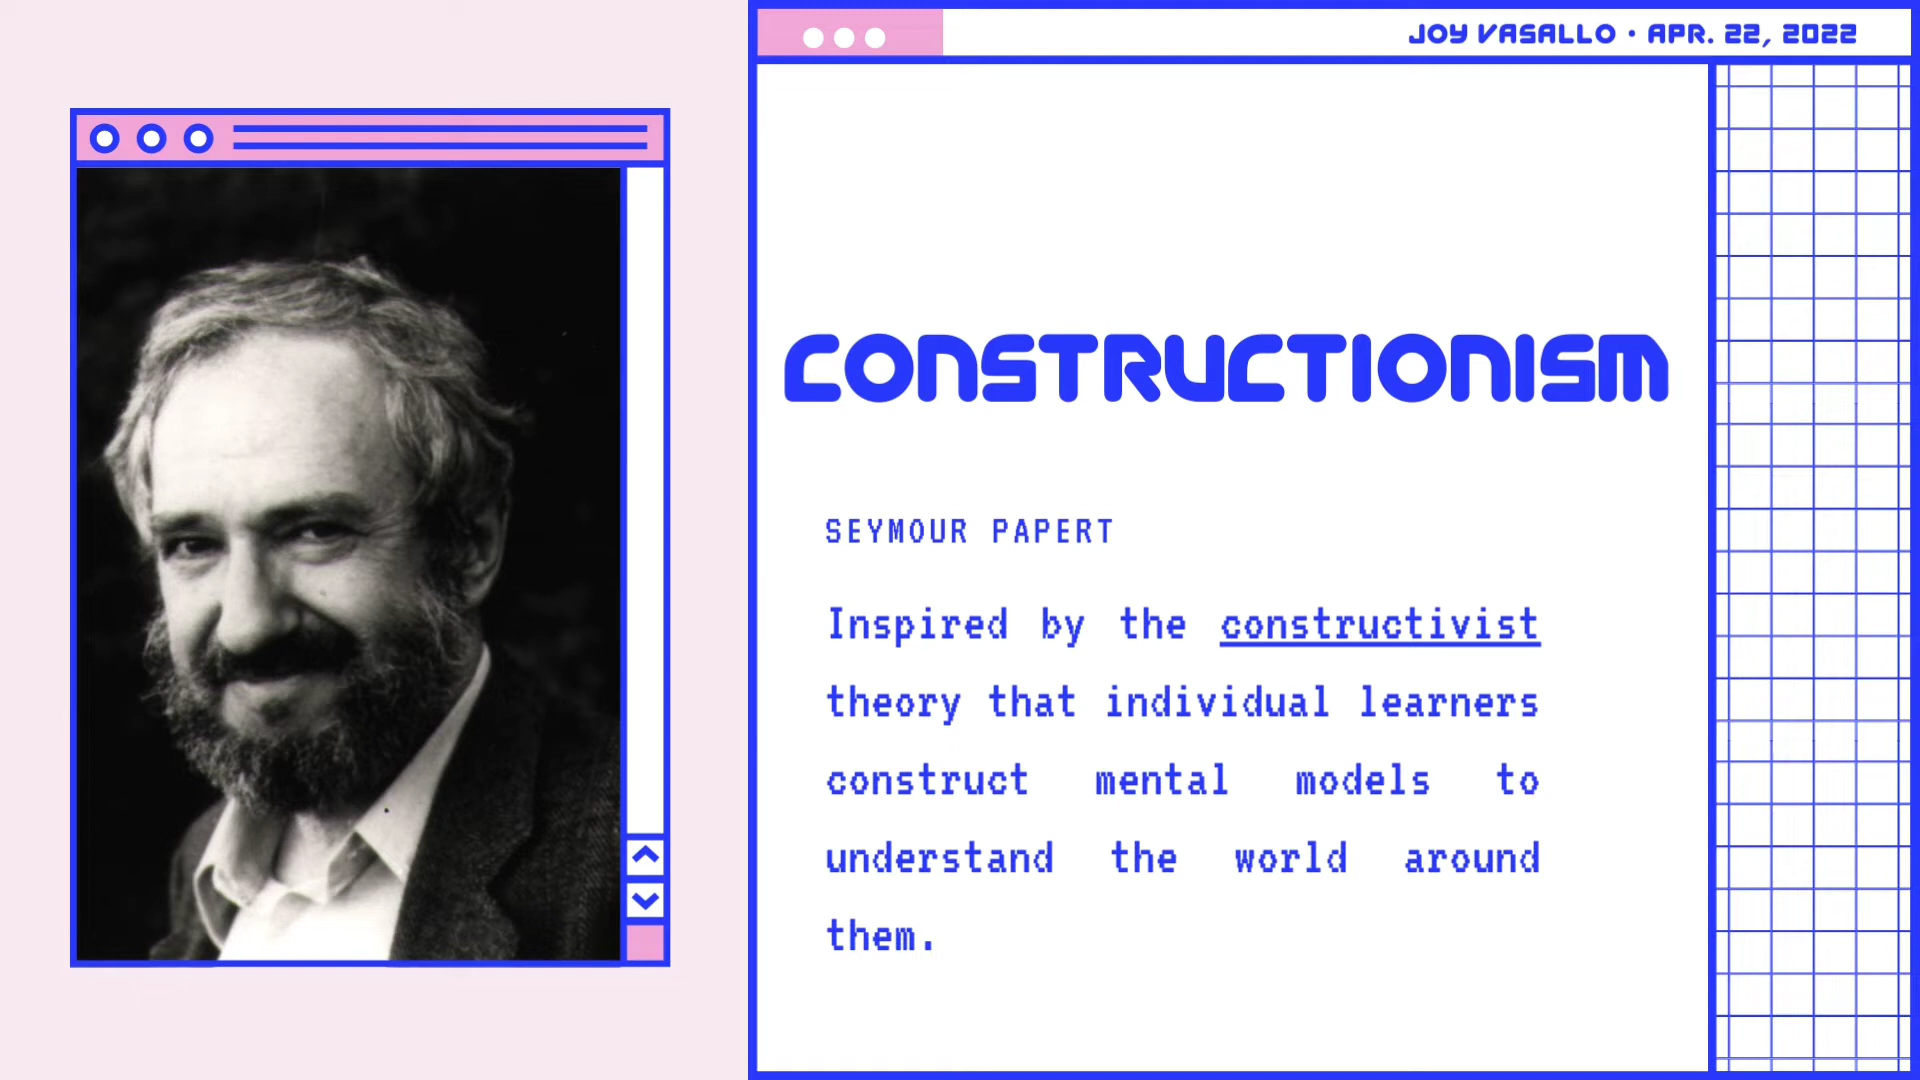 JOY VASALLO · APR. 22, 2022
CONSTRUCTIONISM
SEYMOUR PAPERT
Inspired by the constructivist
theory that individual learners
construct mental models to
understand the world around
them.